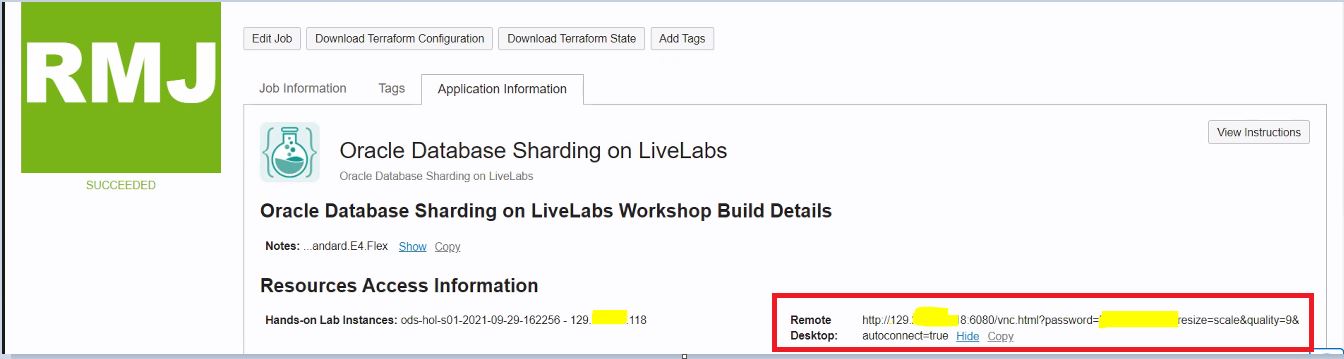 RMJ
SUCCEEDED
Edit Job Download Terraform Configuration Download Terraform State Add Tags
Job Information Tags Application Information
View Instructions
Oracle Database Sharding on LiveLabs
Oracle Database Sharding on LiveLabs
Oracle Database Sharding on LiveLabs Workshop Build Details
Notes: ...andard.E4.Flex Show Copy
Resources Access Information
Hands-on Lab Instances: ods-hol-s01-2021-09-29-162256 - 129. .118
Remote http://129. 8:6080/vnc.html?password= resize=scale&quality=9&
Desktop: autoconnect=true Hide Copy